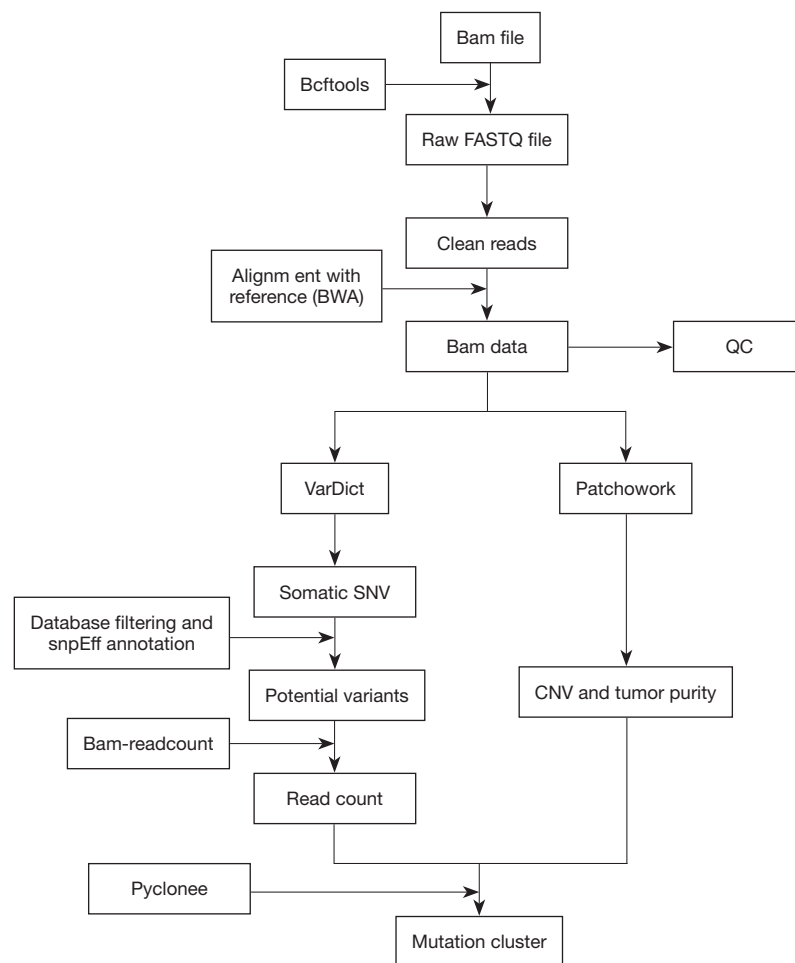 Bam file
Bcftools
Raw FASTQ file
Clean reads
Alignm ent with
reference (BWA)
Bam data
QC
VarDict
Patchowork
Somatic SNV
Database filtering and
snpEff annotation
Potential variants
CNV and tumor purity
Bam-readcount
Read count
Pyclonee
Mutation cluster